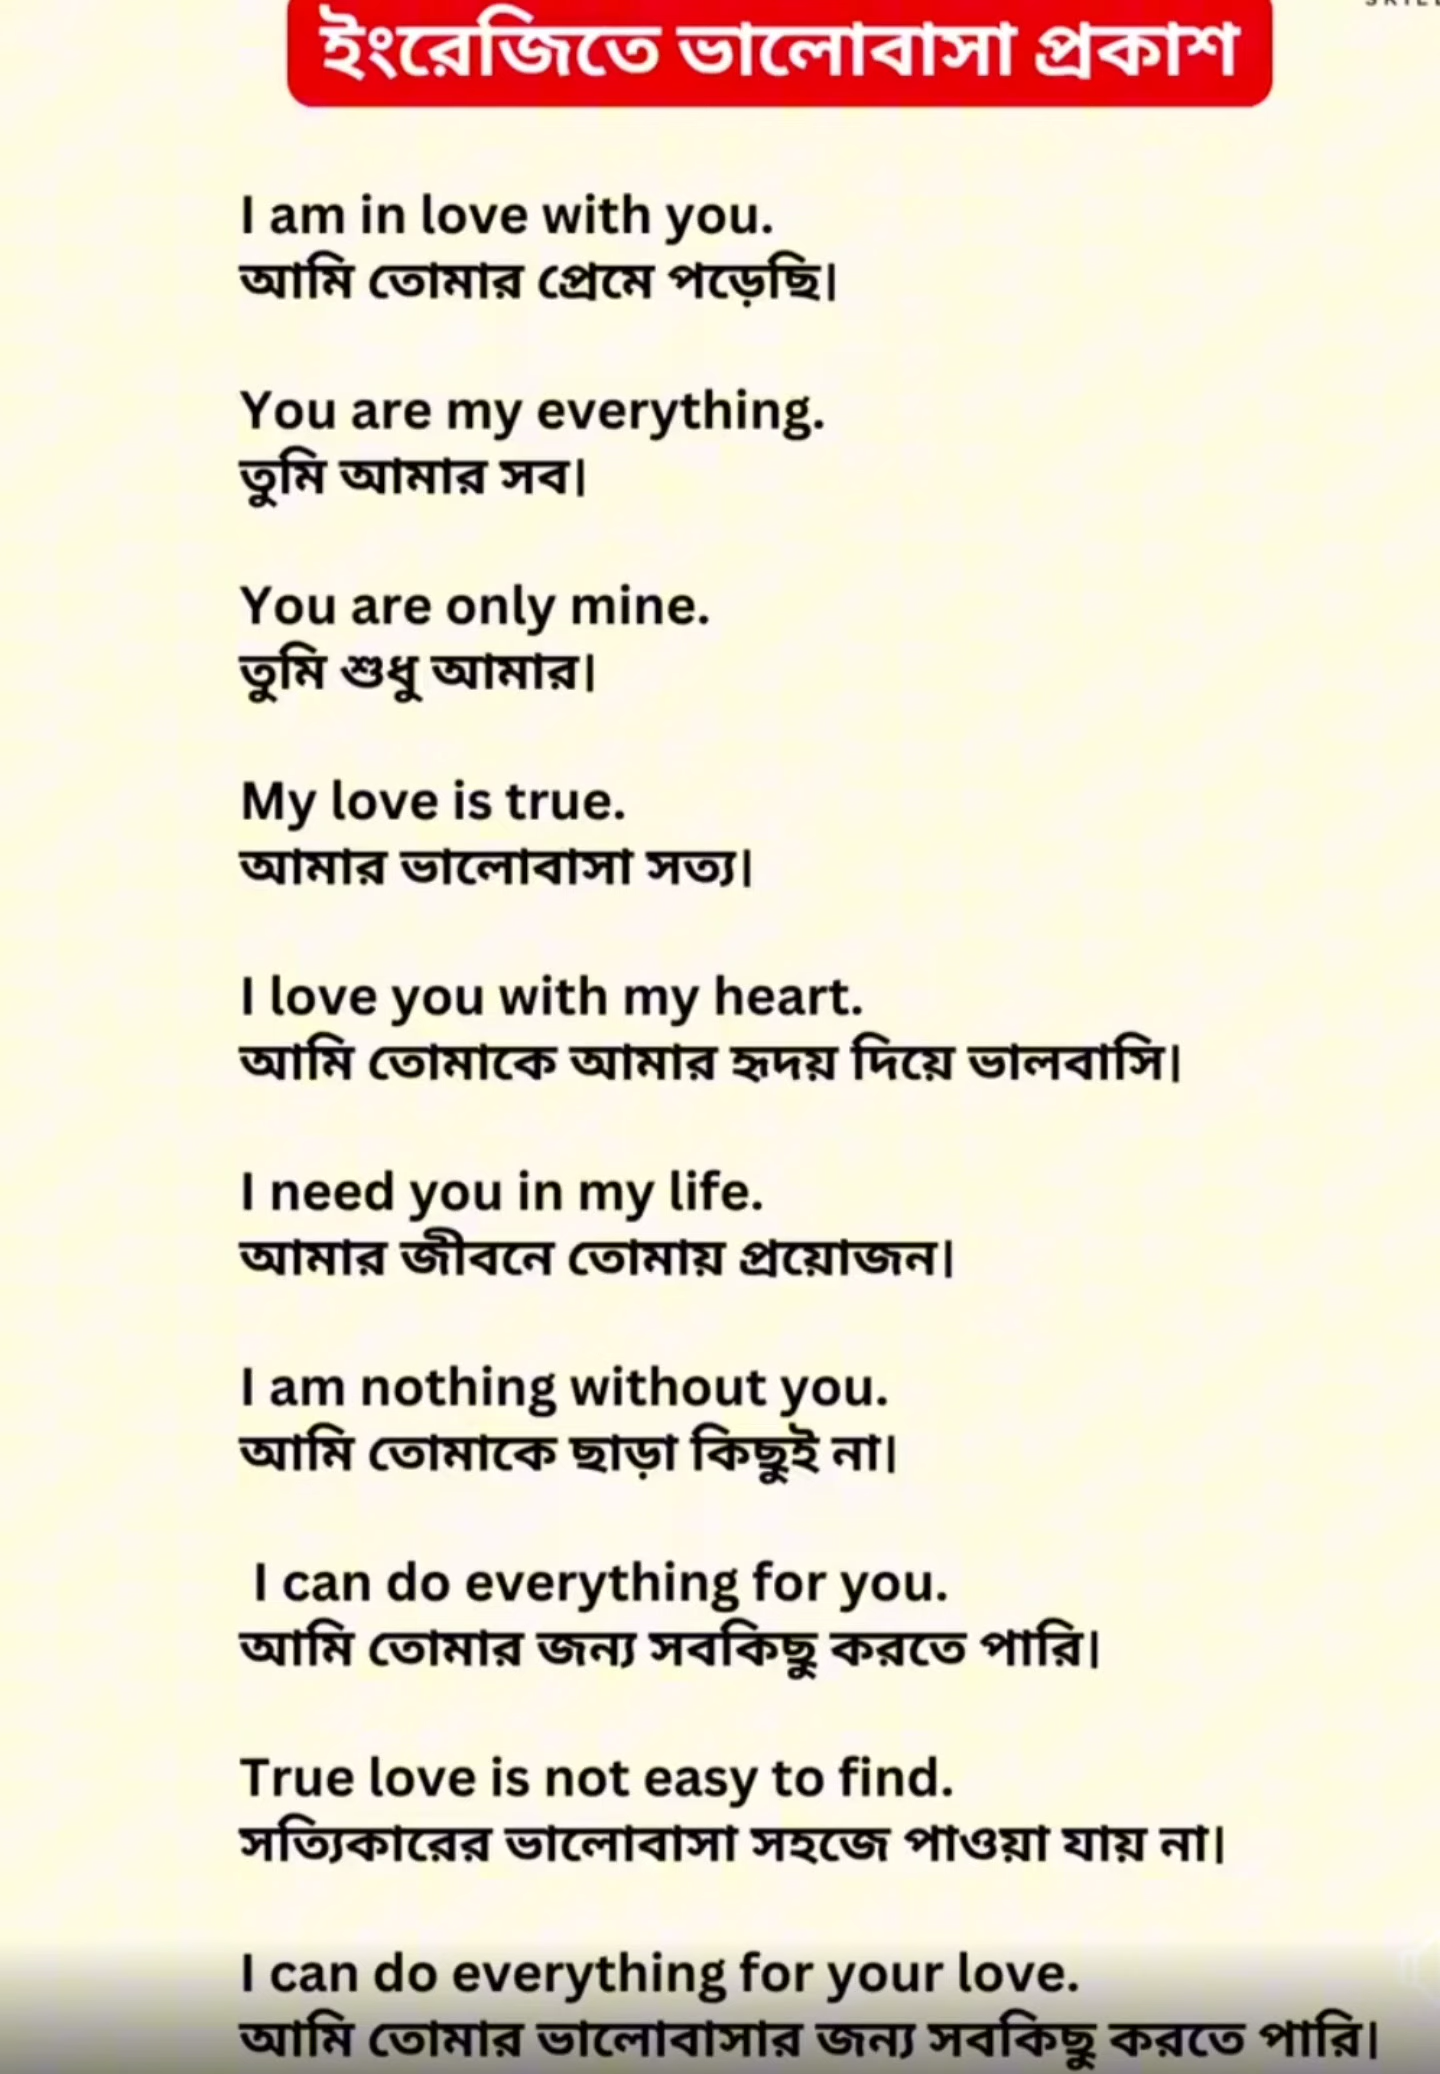 ইংরেজিতে ভালোবাসা প্রকাশ
I am in love with you.
আমি তোমার প্রেমে পড়েছি।
You are my everything.
তুমি আমার সব।
You are only mine.
তুমি শুধু আমার।
My love is true.
আমার ভালোবাসা সত্য।
I love you with my heart.
আমি তোমাকে আমার হৃদয় দিয়ে ভালবাসি।
I need you in my life.
আমার জীবনে তোমায় প্রয়োজন।
I am nothing without you.
আমি তোমাকে ছাড়া কিছুই না।
I can do everything for you.
আমি তোমার জন্য সবকিছু করতে পারি।
True love is not easy to find.
সত্যিকারের ভালোবাসা সহজে পাওয়া যায় না।
I can do everything for your love.
আমি তোমার ভালোবাসার জন্য সবকিছু করতে পারি।